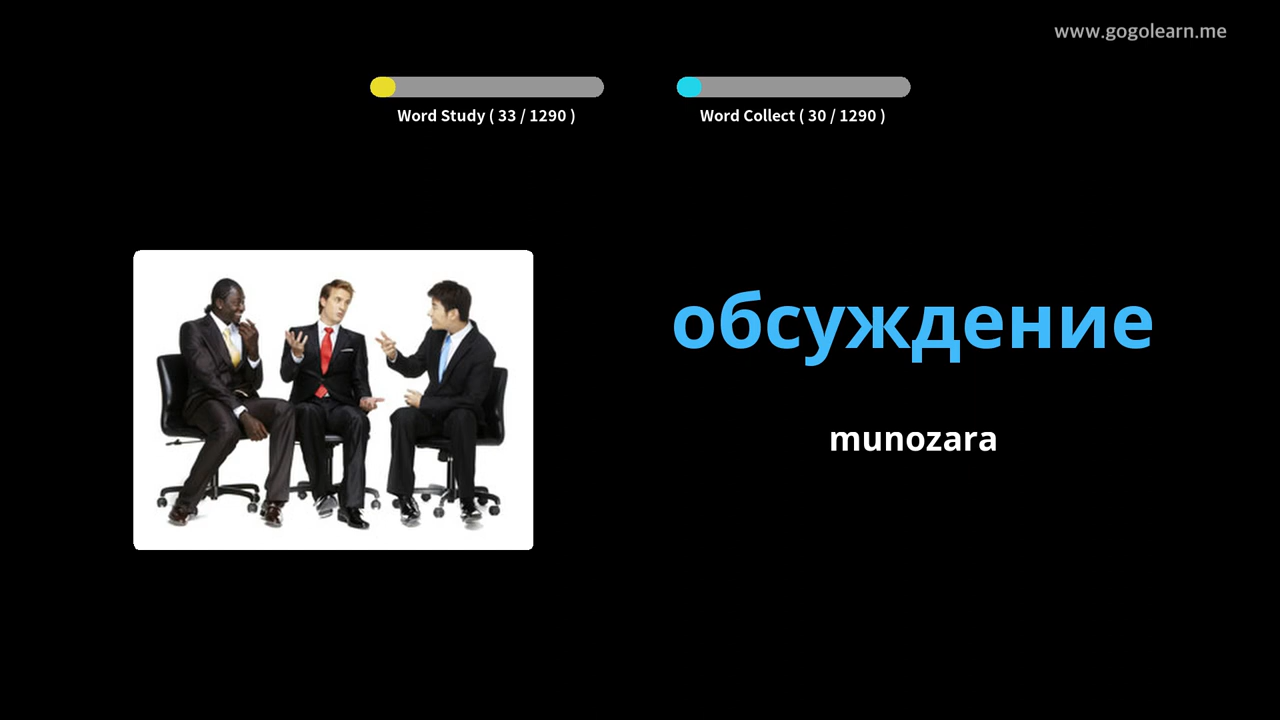 www.gogolearn.me
Word Study ( 33 / 1290 )
Word Collect ( 30 / 1290 )
обсуждение
munozara